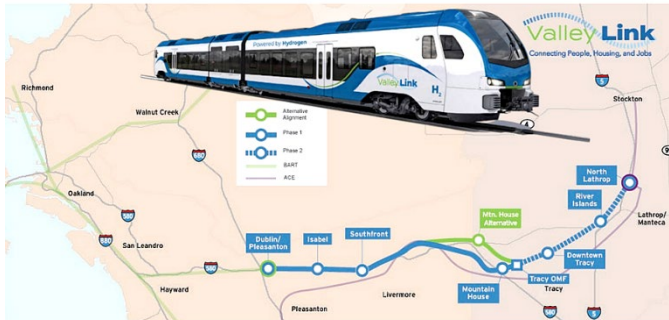 Powered by Hydrogen
Valley Link
H2
Valley Link
Connecting People, Housing, and Jobs
Alternative
Alignment
Phase 1
Phase 2
BART
ACE
Richmond
Walnut Creek
Oakland
San Leandro
Hayward
Pleasanton
Livermore
Tracy
Stockton
Lathrop/
Manteca
5
4
9
680
580
880
580
680
580
5
Dublin/
Pleasanton
Isabel
Southfront
Mtn. House
Alternative
Mountain
House
Tracy OMF
Downtown
Tracy
River
Islands
North
Lathrop